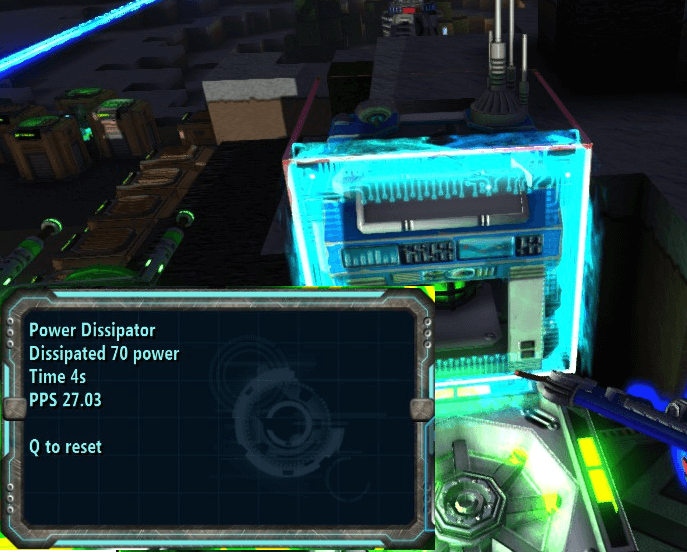 Power Dissipator
Dissipated 70 power
Time 4s
PPS 27.03
Q to reset